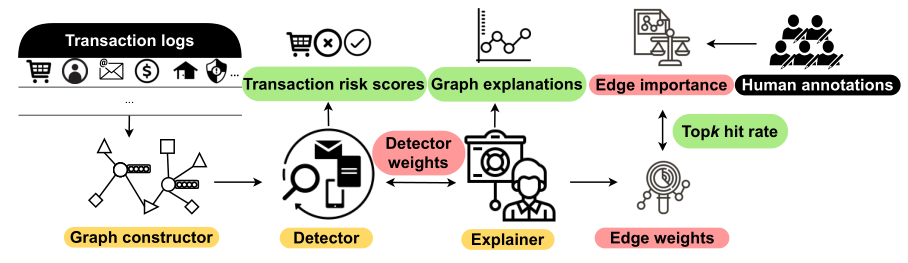 Transaction logs
@
$
...
...
Transaction risk scores
Graph explanations
Edge importance
Human annotations
Detector
weights
Topk hit rate
Graph constructor
Detector
Explainer
Edge weights